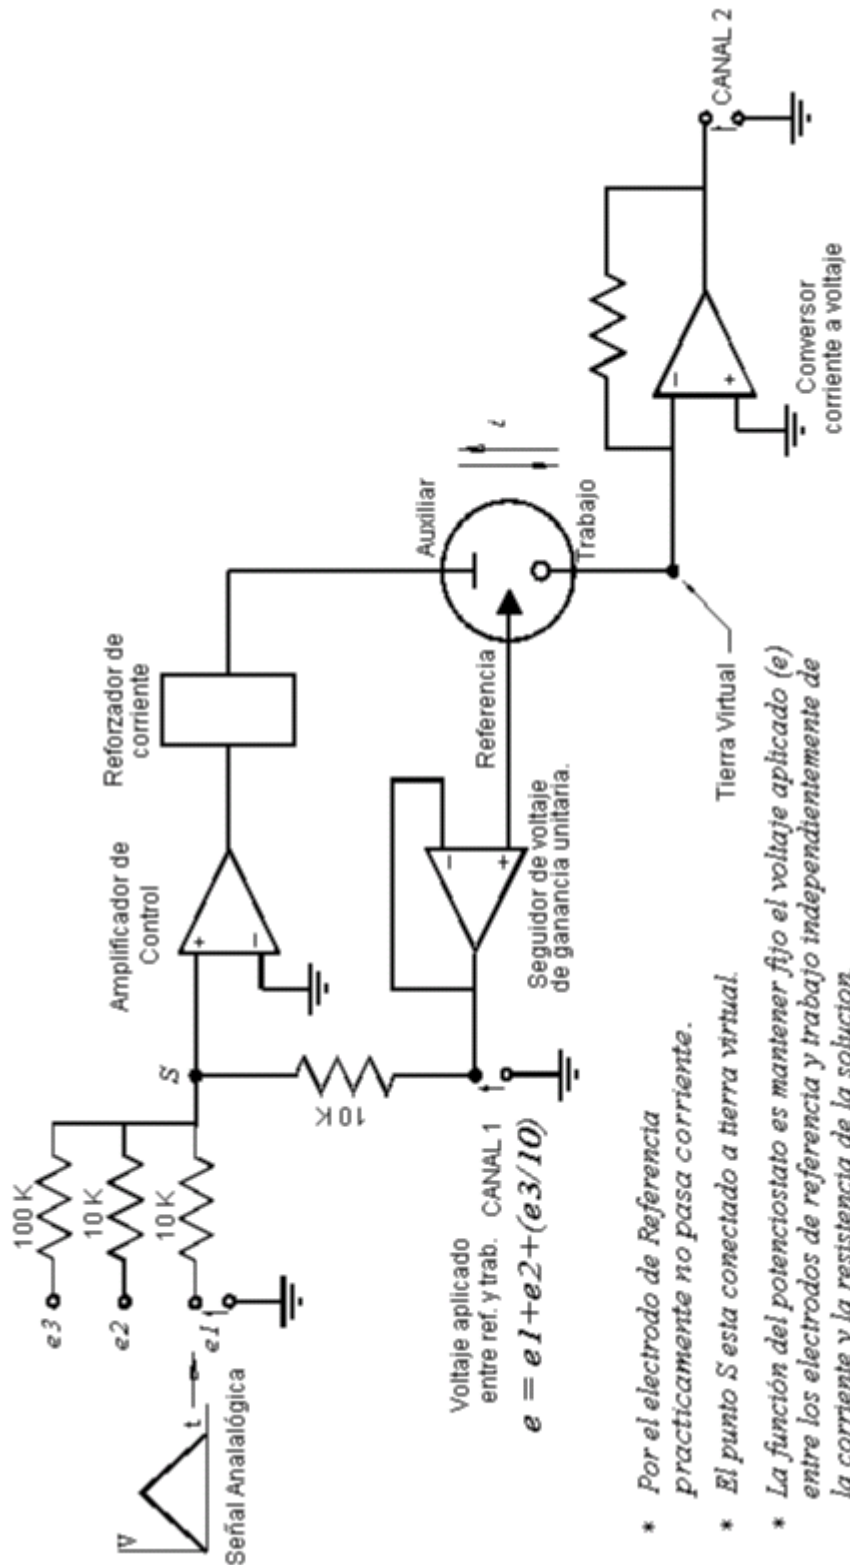 V
t
Señal Analalógica
e3
e2
e1
100 K
10 K
10 K
S
Amplificador de
Control
+
−
Reforzador de
corriente
10 K
Voltaje aplicado
entre ref. y trab.
CANAL 1
e = e1+e2+(e3/10)
−
+
Seguidor de voltaje
de ganancia unitaria.
Referencia
Auxiliar
Trabajo
i
Tierra Virtual
−
+
Conversor
corriente a voltaje
CANAL 2
* Por el electrodo de Referencia
practicamente no pasa corriente.
* El punto S esta conectado a tierra virtual.
* La función del potenciostato es mantener fijo el voltaje aplicado (e)
entre los electrodos de referencia y trabajo independientemente de
la corriente y la resistencia de la solucion